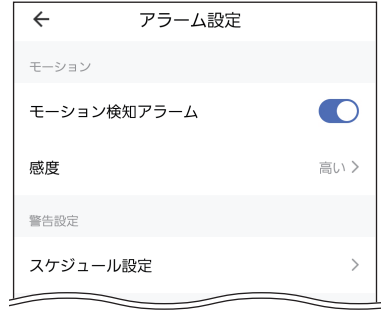 アラーム設定
モーション
モーション検知アラーム
感度 高い
警告設定
スケジュール設定